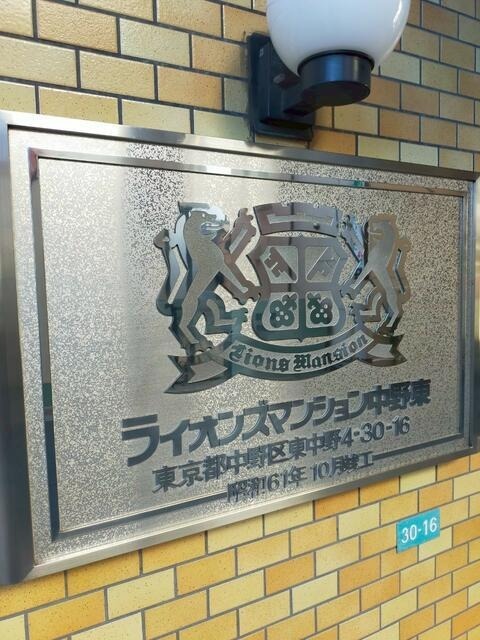 Lions Mansion
ライオンズマンション中野東
東京都中野区東中野4-30-16
昭和61年10月竣工
30-16